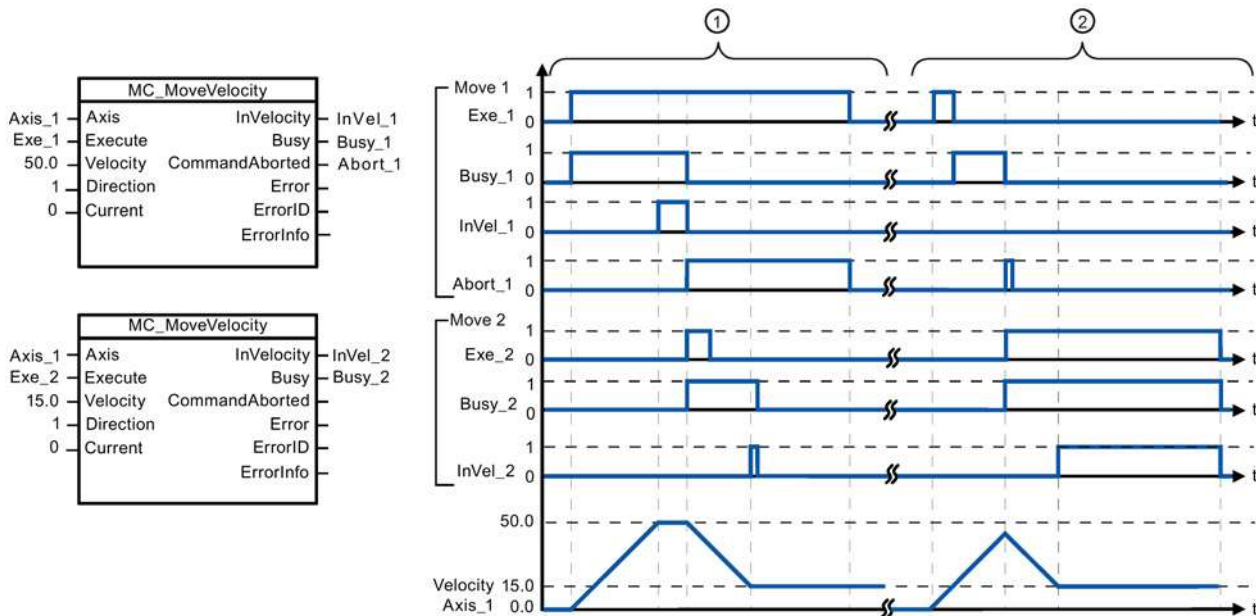 MC_MoveVelocity
Axis_1 Axis InVelocity InVel_1
Exe_1 Execute Busy Busy_1
50.0 Velocity CommandAborted Abort_1
1 Direction Error
0 Current ErrorID
ErrorInfo
MC_MoveVelocity
Axis_1 Axis InVelocity InVel_2
Exe_2 Execute Busy Busy_2
15.0 Velocity CommandAborted
1 Direction Error
0 Current ErrorID
ErrorInfo
1 2
Move 1
1
Exe_1 0 t
1
Busy_1 0 t
1
InVel_1 0 t
1
Abort_1 0 t
Move 2
1
Exe_2 0 t
1
Busy_2 0 t
1
InVel_2 0 t
50.0
Velocity 15.0
Axis_1 0.0 t